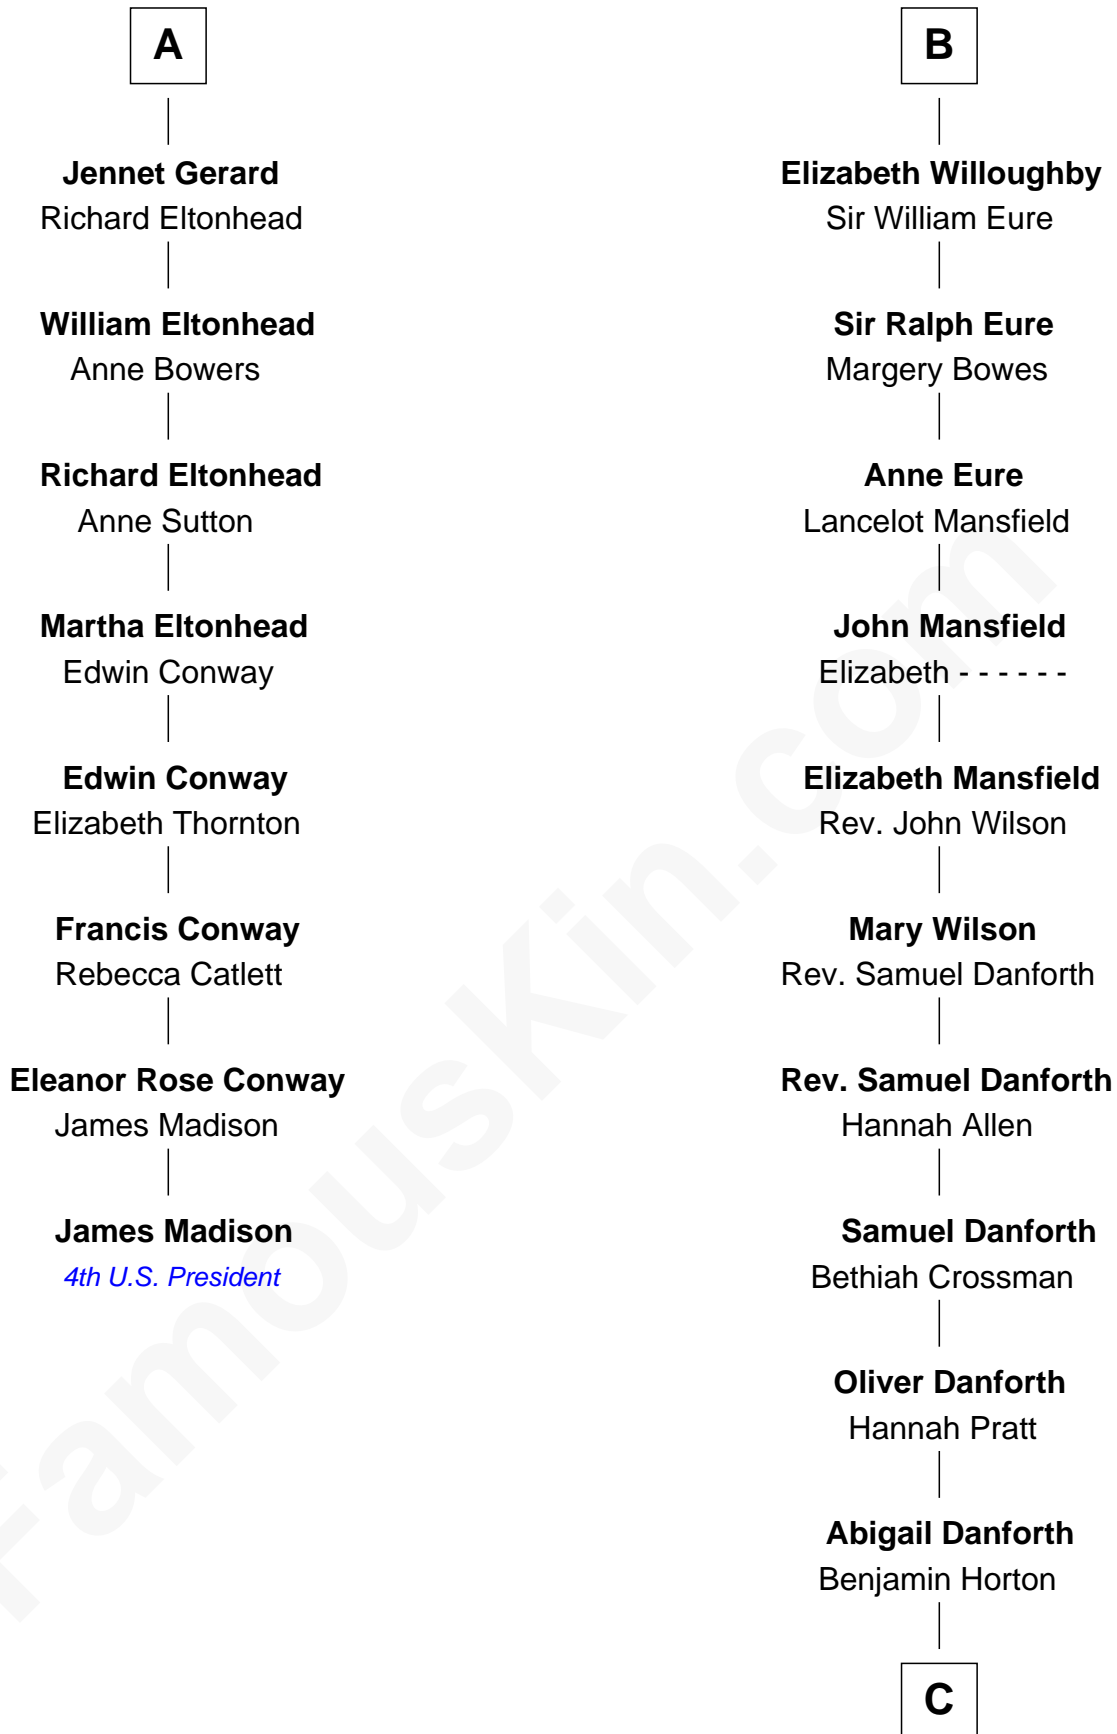 A
Jennet Gerard
Richard Eltonhead
William Eltonhead
Anne Bowers
Richard Eltonhead
Anne Sutton
Martha Eltonhead
Edwin Conway
Edwin Conway
Elizabeth Thornton
Francis Conway
Rebecca Catlett
Eleanor Rose Conway
James Madison
James Madison
4th U.S. President
B
Elizabeth Willoughby
Sir William Eure
Sir Ralph Eure
Margery Bowes
Anne Eure
Lancelot Mansfield
John Mansfield
Elizabeth - - - - - -
Elizabeth Mansfield
Rev. John Wilson
Mary Wilson
Rev. Samuel Danforth
Rev. Samuel Danforth
Hannah Allen
Samuel Danforth
Bethiah Crossman
Oliver Danforth
Hannah Pratt
Abigail Danforth
Benjamin Horton
C
FamousKin.com